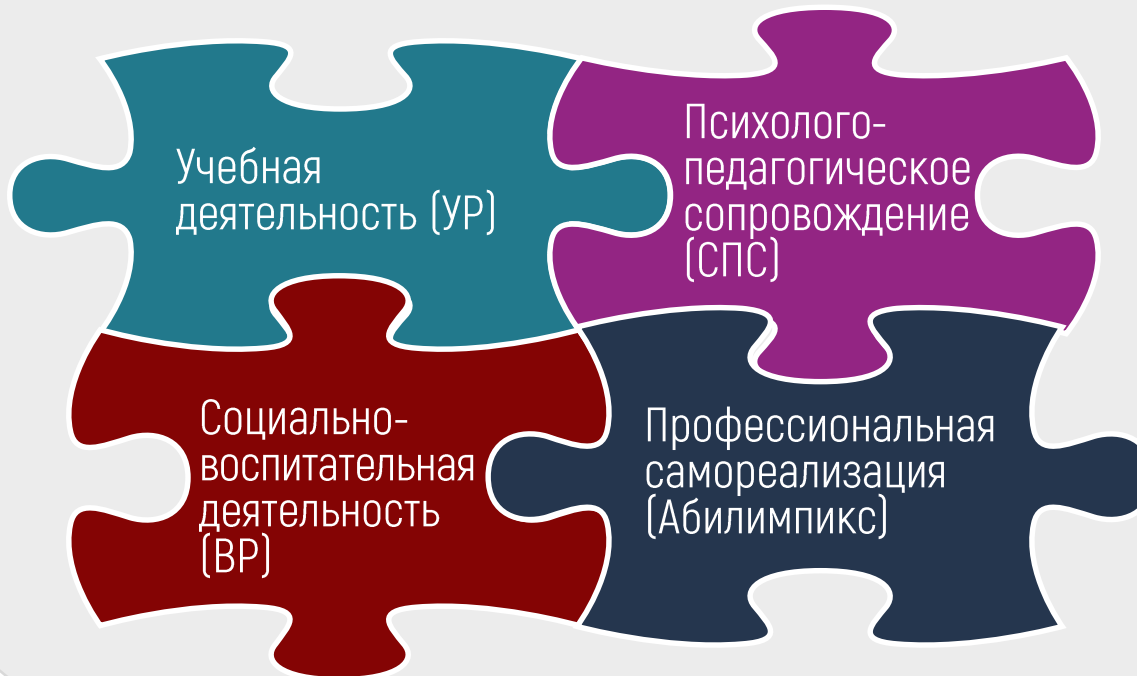 Учебная
деятельность (УР)
Психолого-
педагогическое
сопровождение
(СПС)
Социально-
воспитательная
деятельность
(ВР)
Профессиональная
самореализация
(Абилимпикс)